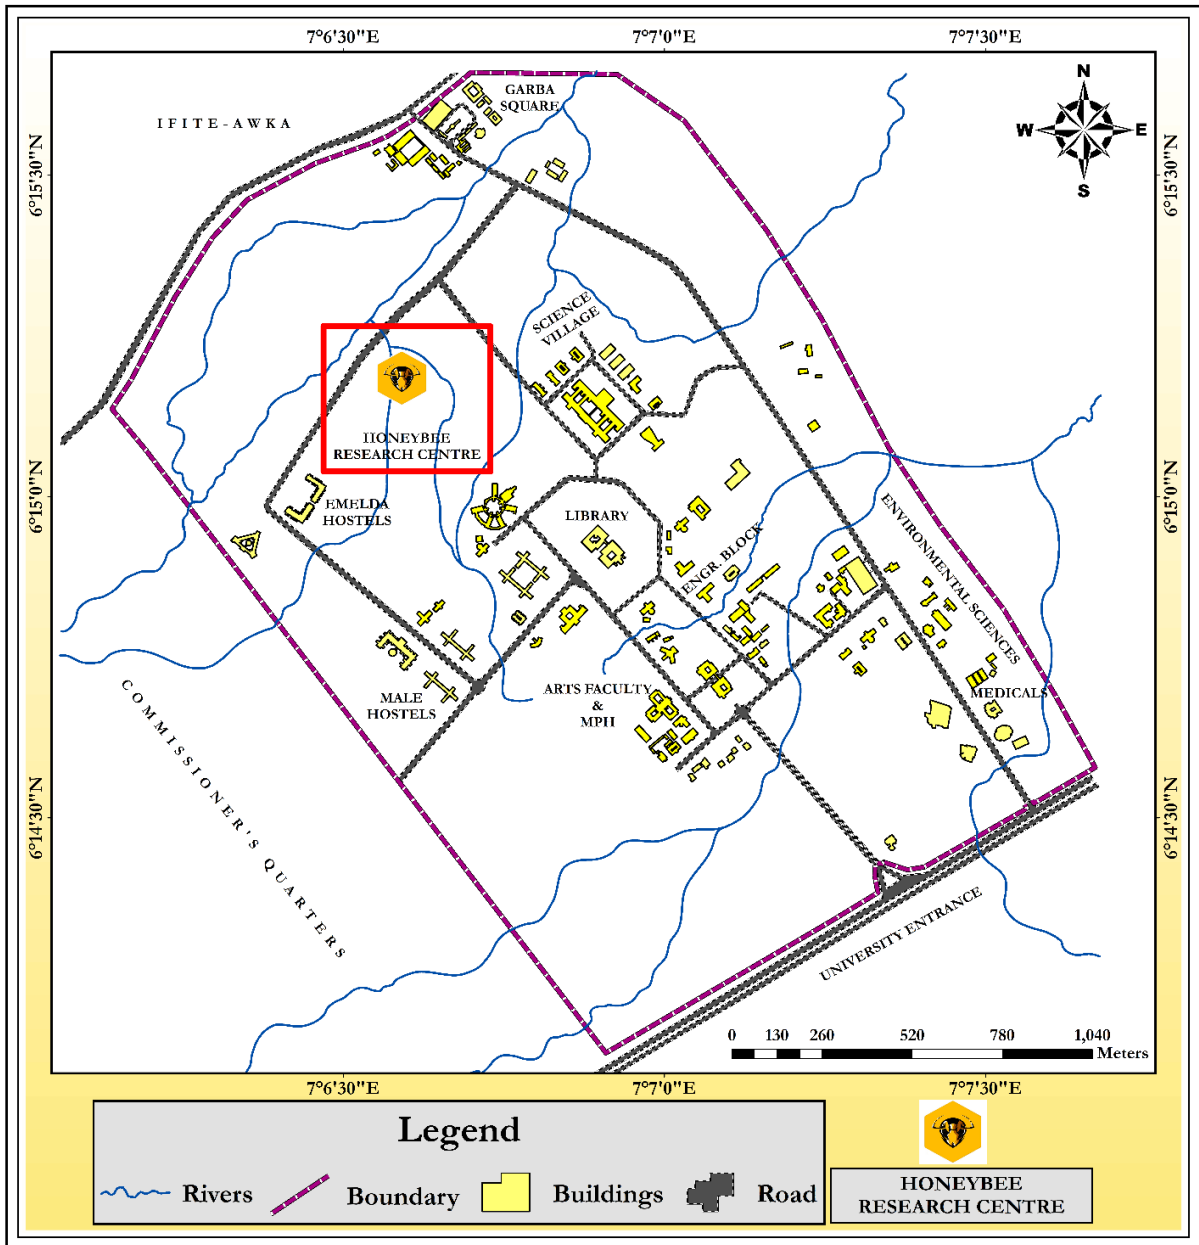 7°6'30"E
7°7'0"E
7°7'30"E
GARBA
SQUARE
IFITE-AWKA
N
W
E
S
6°15'30"N
6°15'30"N
SCIENCE
VILLAGE
HONEYBEE
RESEARCH CENTRE
EMELDA
HOSTELS
LIBRARY
6°15'0"N
6°15'0"N
ENGR. BLOCK
ENVIRONMENTAL SCIENCES
MEDICALS
ARTS FACULTY
&
MPH
MALE
HOSTELS
COMMISSIONER'S QUARTERS
6°14'30"N
6°14'30"N
UNIVERSITY ENTRANCE
0 130 260 520 780 1,040
Meters
7°6'30"E
7°7'0"E
7°7'30"E
Legend
Rivers
Boundary
Buildings
Road
HONEYBEE
RESEARCH CENTRE